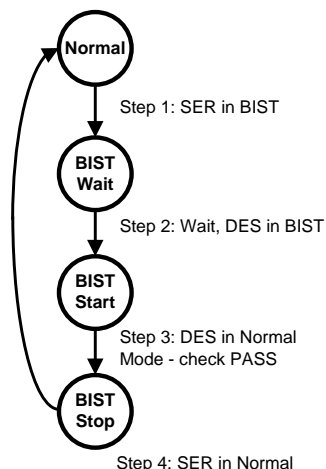 Normal
Step 1: SER in BIST
BIST
Wait
Step 2: Wait, DES in BIST
BIST
Start
Step 3: DES in Normal
Mode - check PASS
BIST
Stop
Step 4: SER in Normal